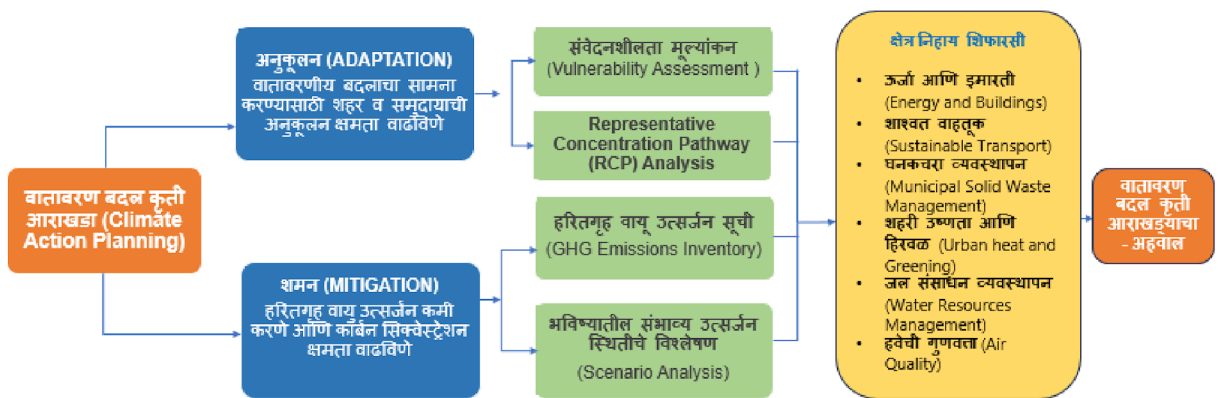 वातावरण बदल कृती
आराखडा (Climate
Action Planning)
अनुकूलन (ADAPTATION)
वातावरणीय बदलाचा सामना
करण्यासाठी शहर व समुदायाची
अनुकूलन क्षमता वाढविणे
शमन (MITIGATION)
हरितगृह वायु उत्सर्जन कमी
करणे आणि कार्बन सिक्वेस्ट्रेशन
क्षमता वाढविणे
संवेदनशीलता मूल्यांकन
(Vulnerability Assessment )
Representative
Concentration Pathway
(RCP) Analysis
हरितगृह वायू उत्सर्जन सूची
(GHG Emissions Inventory)
भविष्यातील संभाव्य उत्सर्जन
स्थितीचे विश्लेषण
(Scenario Analysis)
क्षेत्र निहाय शिफारसी
• ऊर्जा आणि इमारती
(Energy and Buildings)
• शाश्वत वाहतूक
(Sustainable Transport)
• घनकचरा व्यवस्थापन
(Municipal Solid Waste
Management)
• शहरी उष्णता आणि
हिरवळ (Urban heat and
Greening)
• जल संसाधन व्यवस्थापन
(Water Resources
Management)
• हवेची गुणवत्ता (Air
Quality)
वातावरण
बदल कृती
आराखड्याचा
- अहवाल